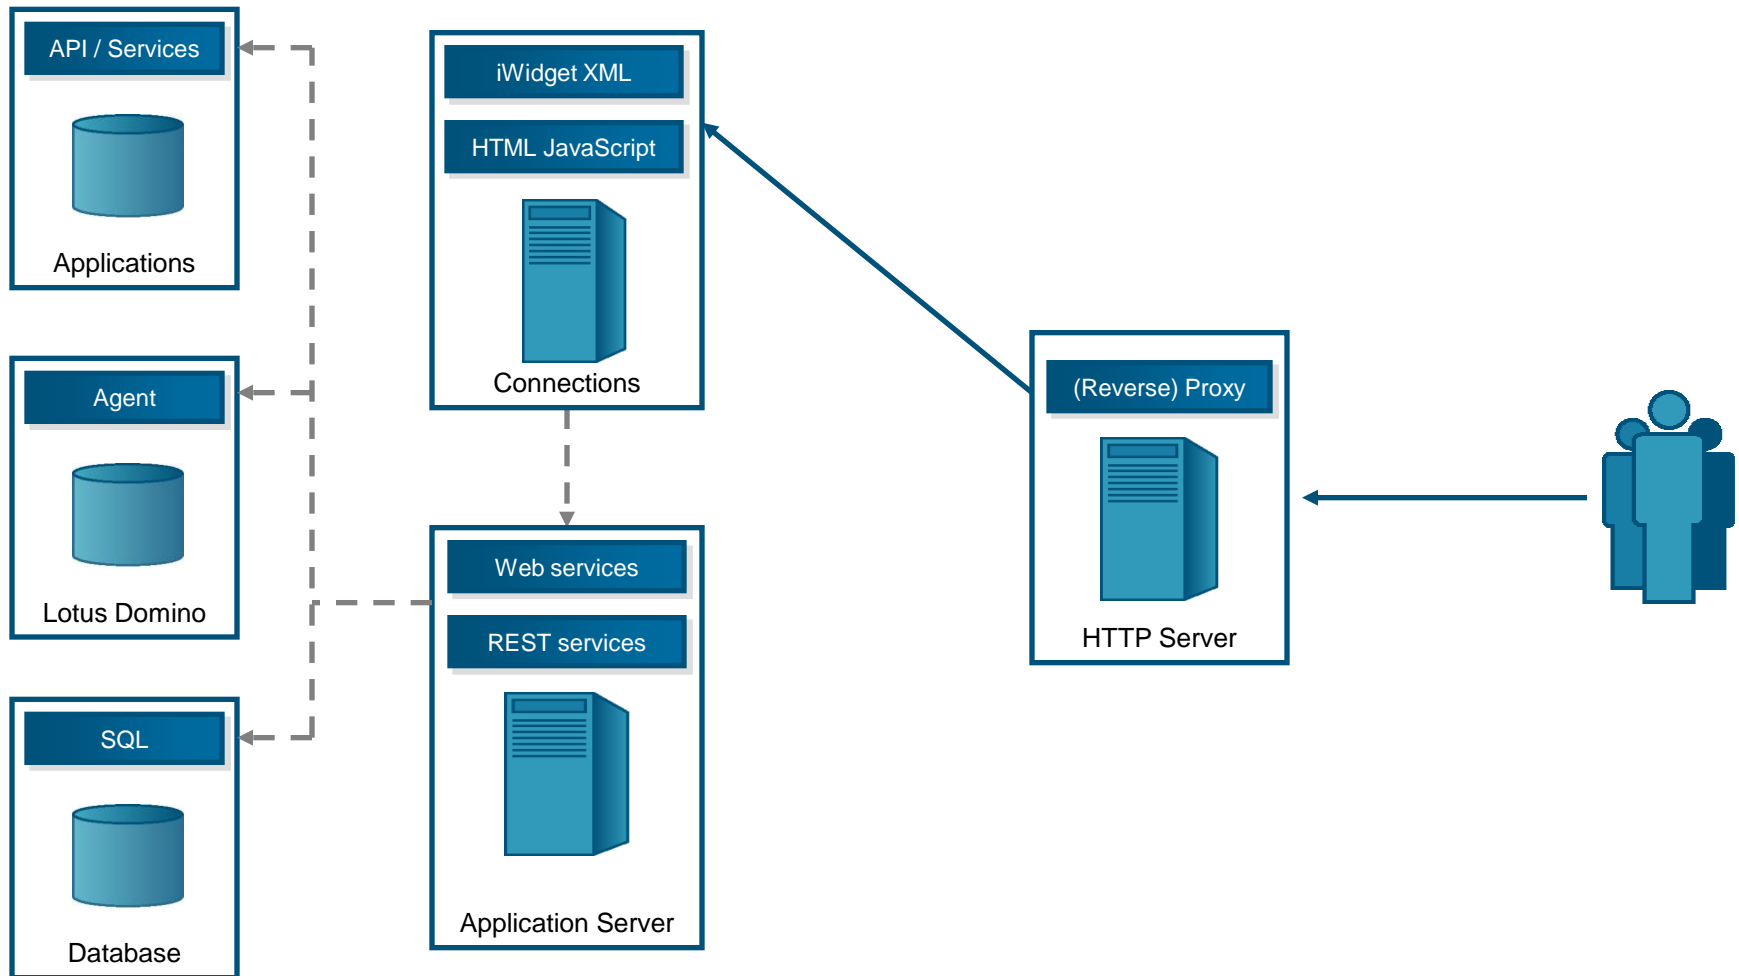 API / Services
Applications
Agent
Lotus Domino
SQL
Database
iWidget XML
HTML JavaScript
Connections
Web services
REST services
Application Server
(Reverse) Proxy
HTTP Server